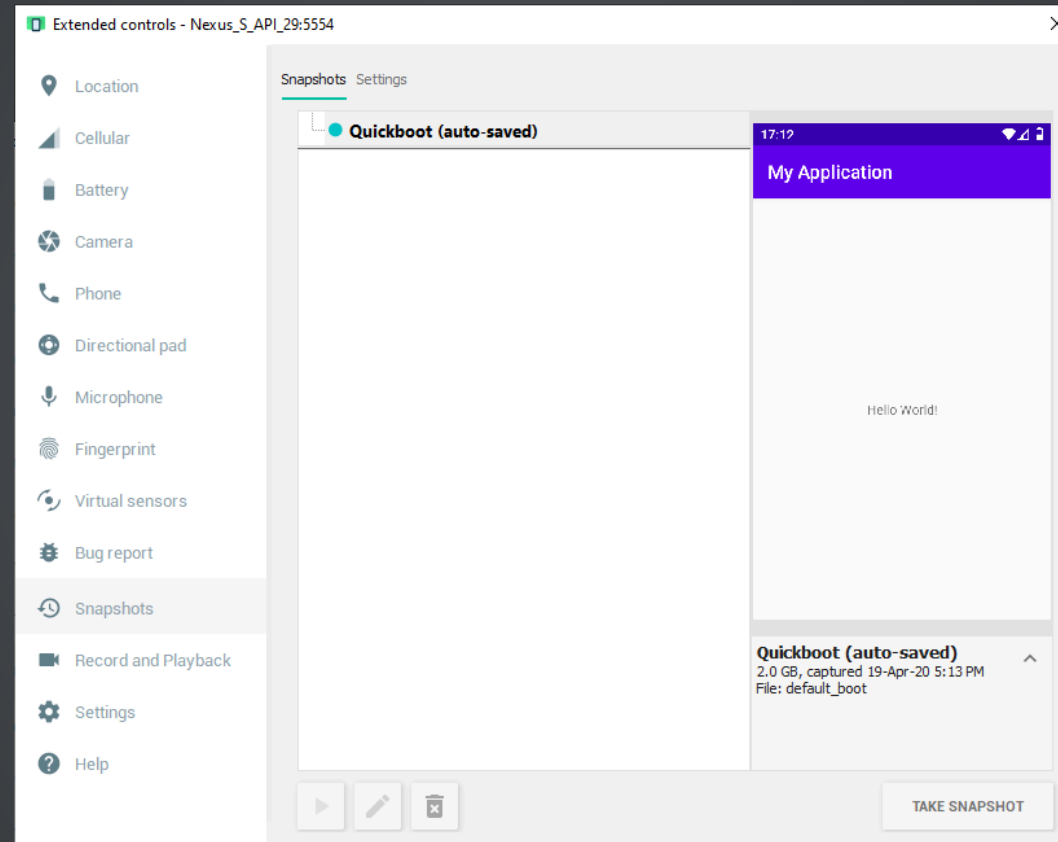 Extended controls - Nexus_S_API_29:5554
Location
Cellular
Battery
Camera
Phone
Directional pad
Microphone
Fingerprint
Virtual sensors
Bug report
Snapshots
Record and Playback
Settings
Help
Snapshots Settings
Quickboot (auto-saved)
17:12
My Application
Hello World!
Quickboot (auto-saved)
2.0 GB, captured 19-Apr-20 5:13 PM
File: default_boot
TAKE SNAPSHOT